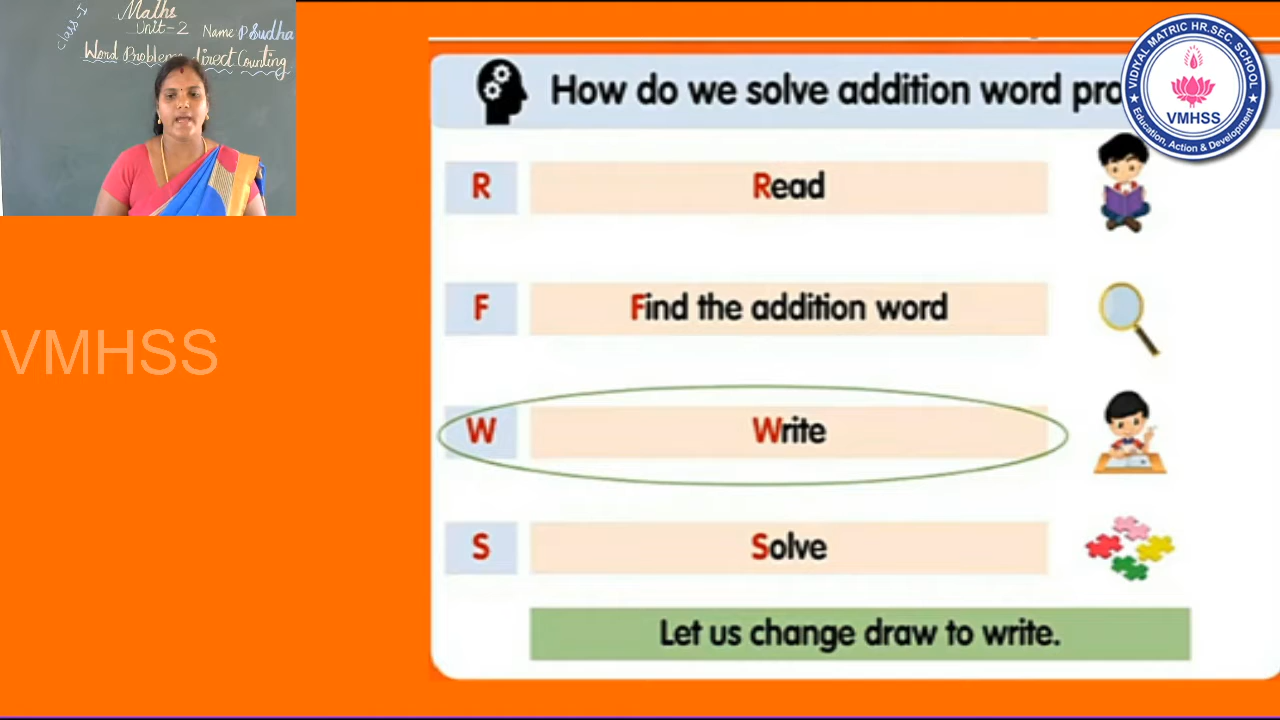 Class-I
Maths
Unit-2
Name P Sudha
Word Problems direct Counting
How do we solve addition word pro
VIDIYAL MATRIC HR.SEC. SCHOOL
VMHSS
Education, Action & Development
R
Read
F
Find the addition word
VMHSS
W
Write
S
Solve
Let us change draw to write.